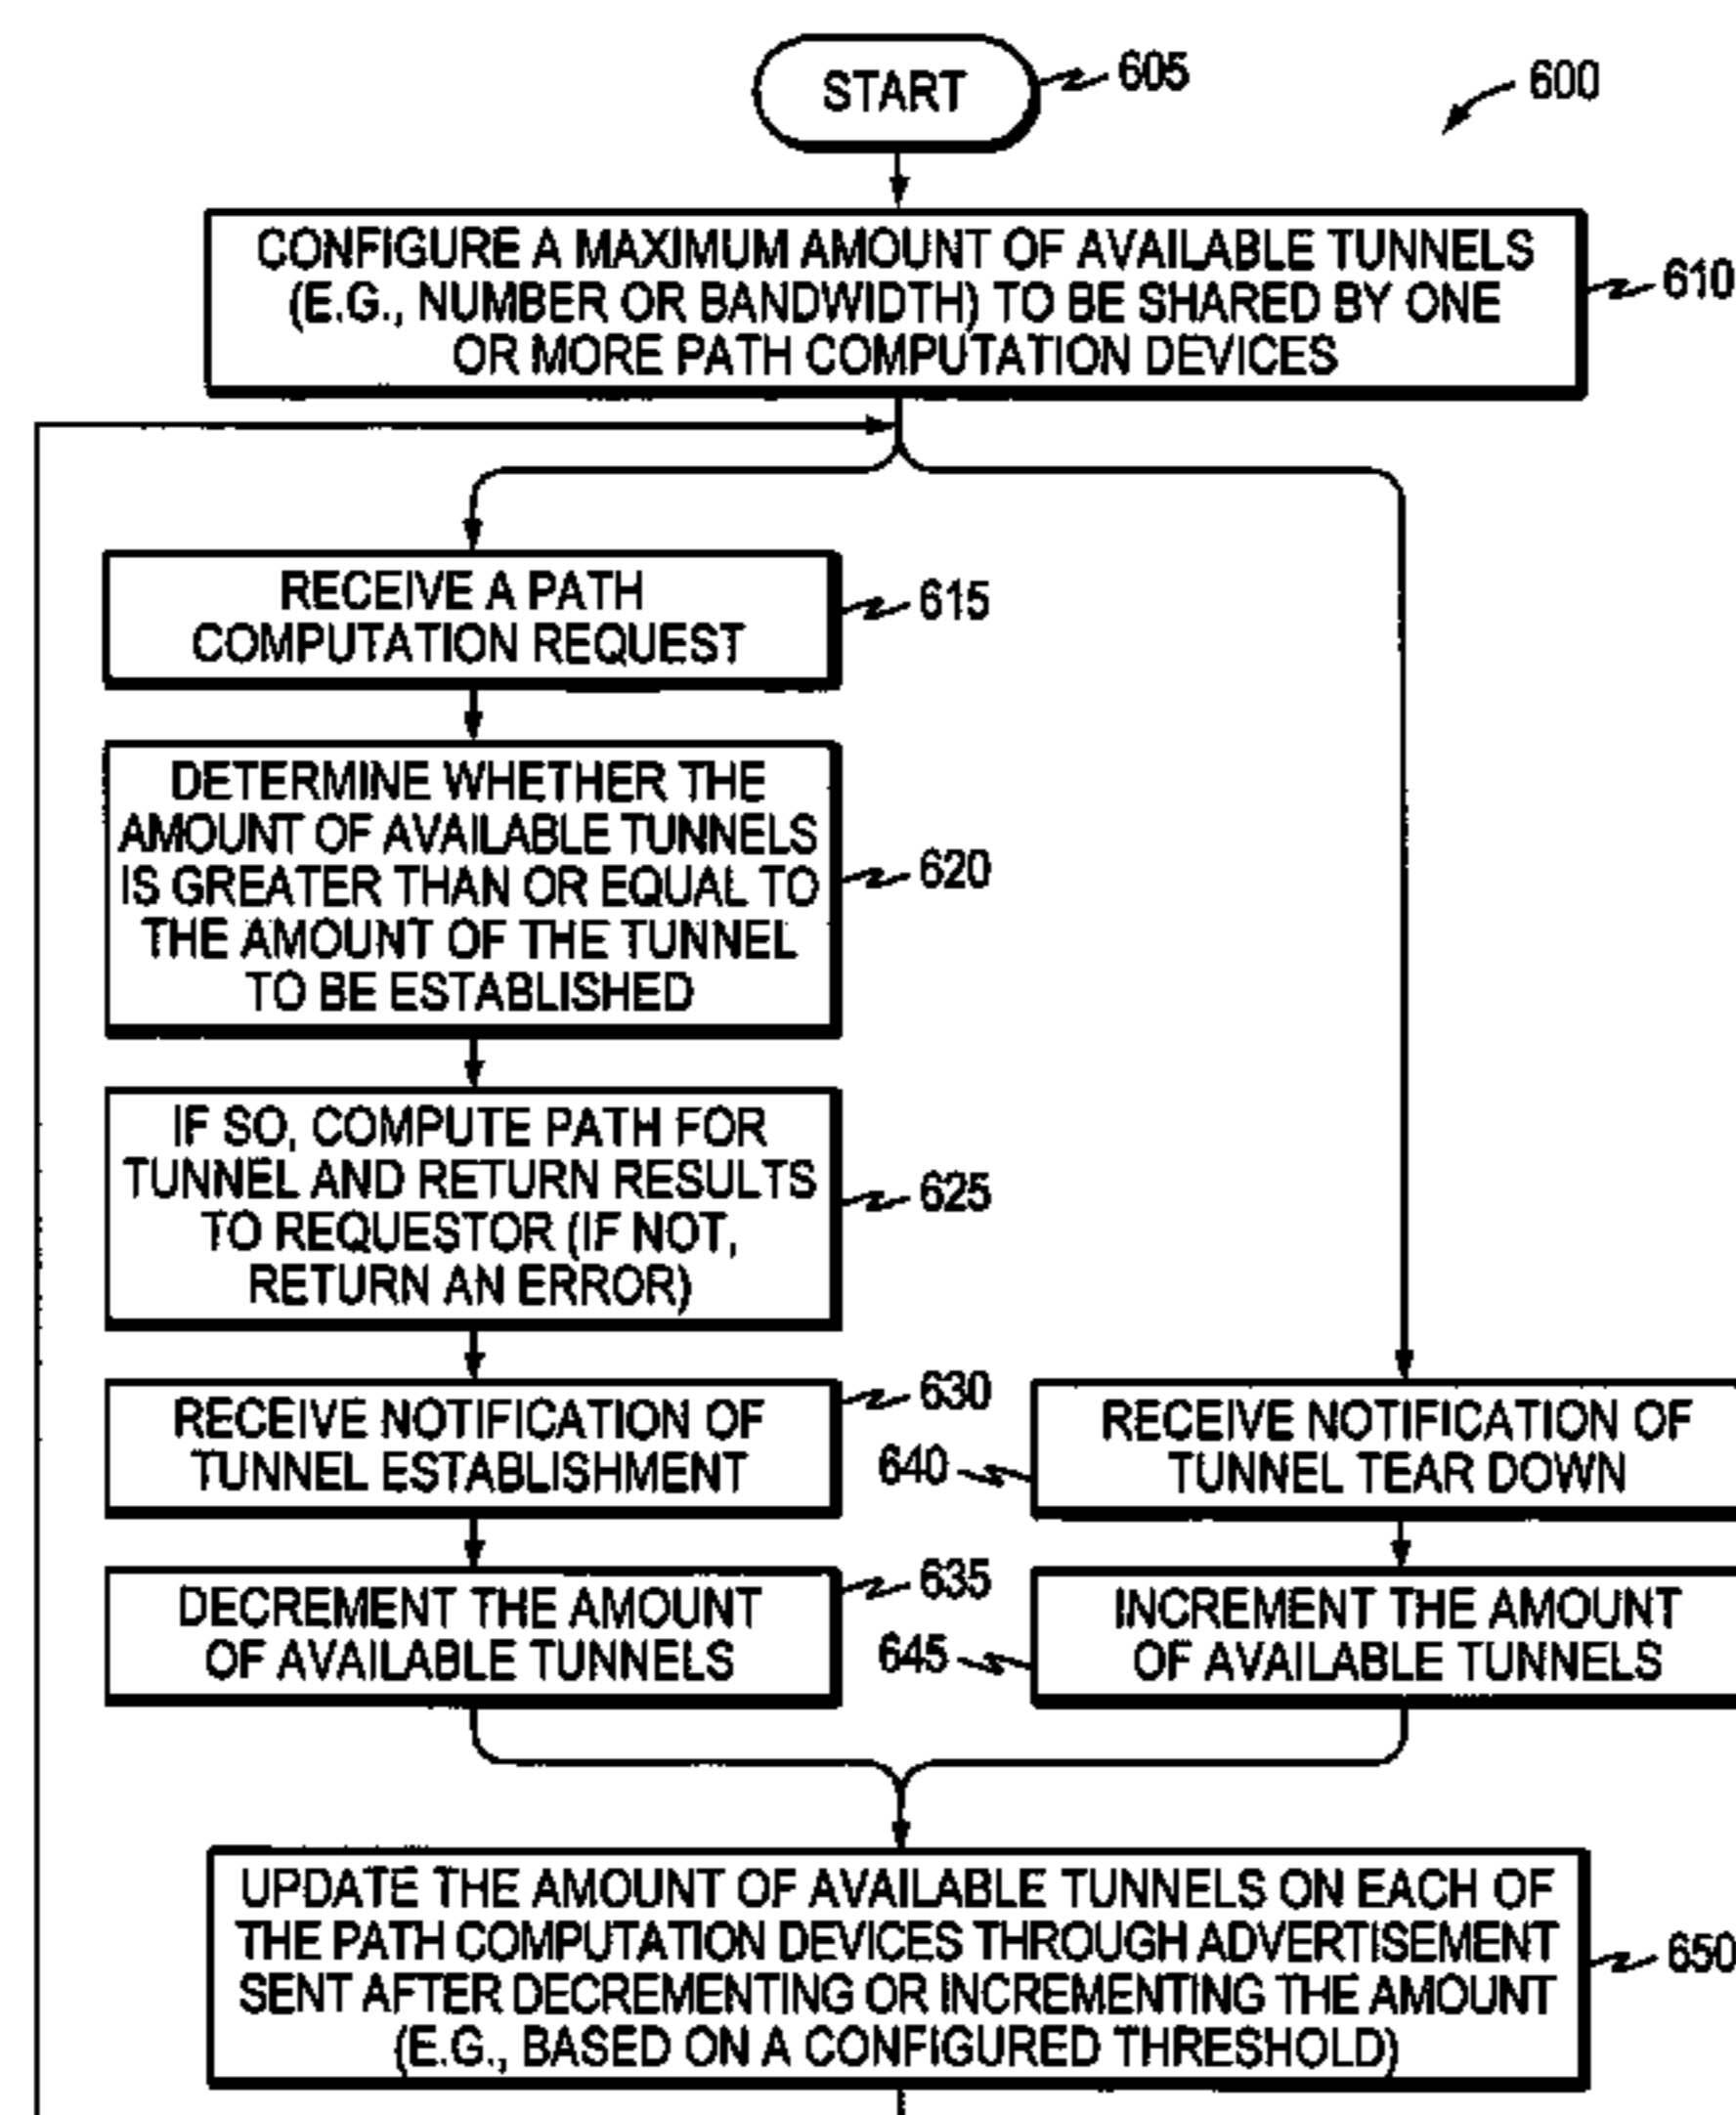 START
605
600
CONFIGURE A MAXIMUM AMOUNT OF AVAILABLE TUNNELS
(E.G., NUMBER OR BANDWIDTH) TO BE SHARED BY ONE
OR MORE PATH COMPUTATION DEVICES
610
RECEIVE A PATH
COMPUTATION REQUEST
615
DETERMINE WHETHER THE
AMOUNT OF AVAILABLE TUNNELS
IS GREATER THAN OR EQUAL TO
THE AMOUNT OF THE TUNNEL
TO BE ESTABLISHED
620
IF SO, COMPUTE PATH FOR
TUNNEL AND RETURN RESULTS
TO REQUESTOR (IF NOT,
RETURN AN ERROR)
625
RECEIVE NOTIFICATION OF
TUNNEL ESTABLISHMENT
630
640
RECEIVE NOTIFICATION OF
TUNNEL TEAR DOWN
DECREMENT THE AMOUNT
OF AVAILABLE TUNNELS
635
645
INCREMENT THE AMOUNT
OF AVAILABLE TUNNELS
UPDATE THE AMOUNT OF AVAILABLE TUNNELS ON EACH OF
THE PATH COMPUTATION DEVICES THROUGH ADVERTISEMENT
SENT AFTER DECREMENTING OR INCREMENTING THE AMOUNT
(E.G., BASED ON A CONFIGURED THRESHOLD)
650